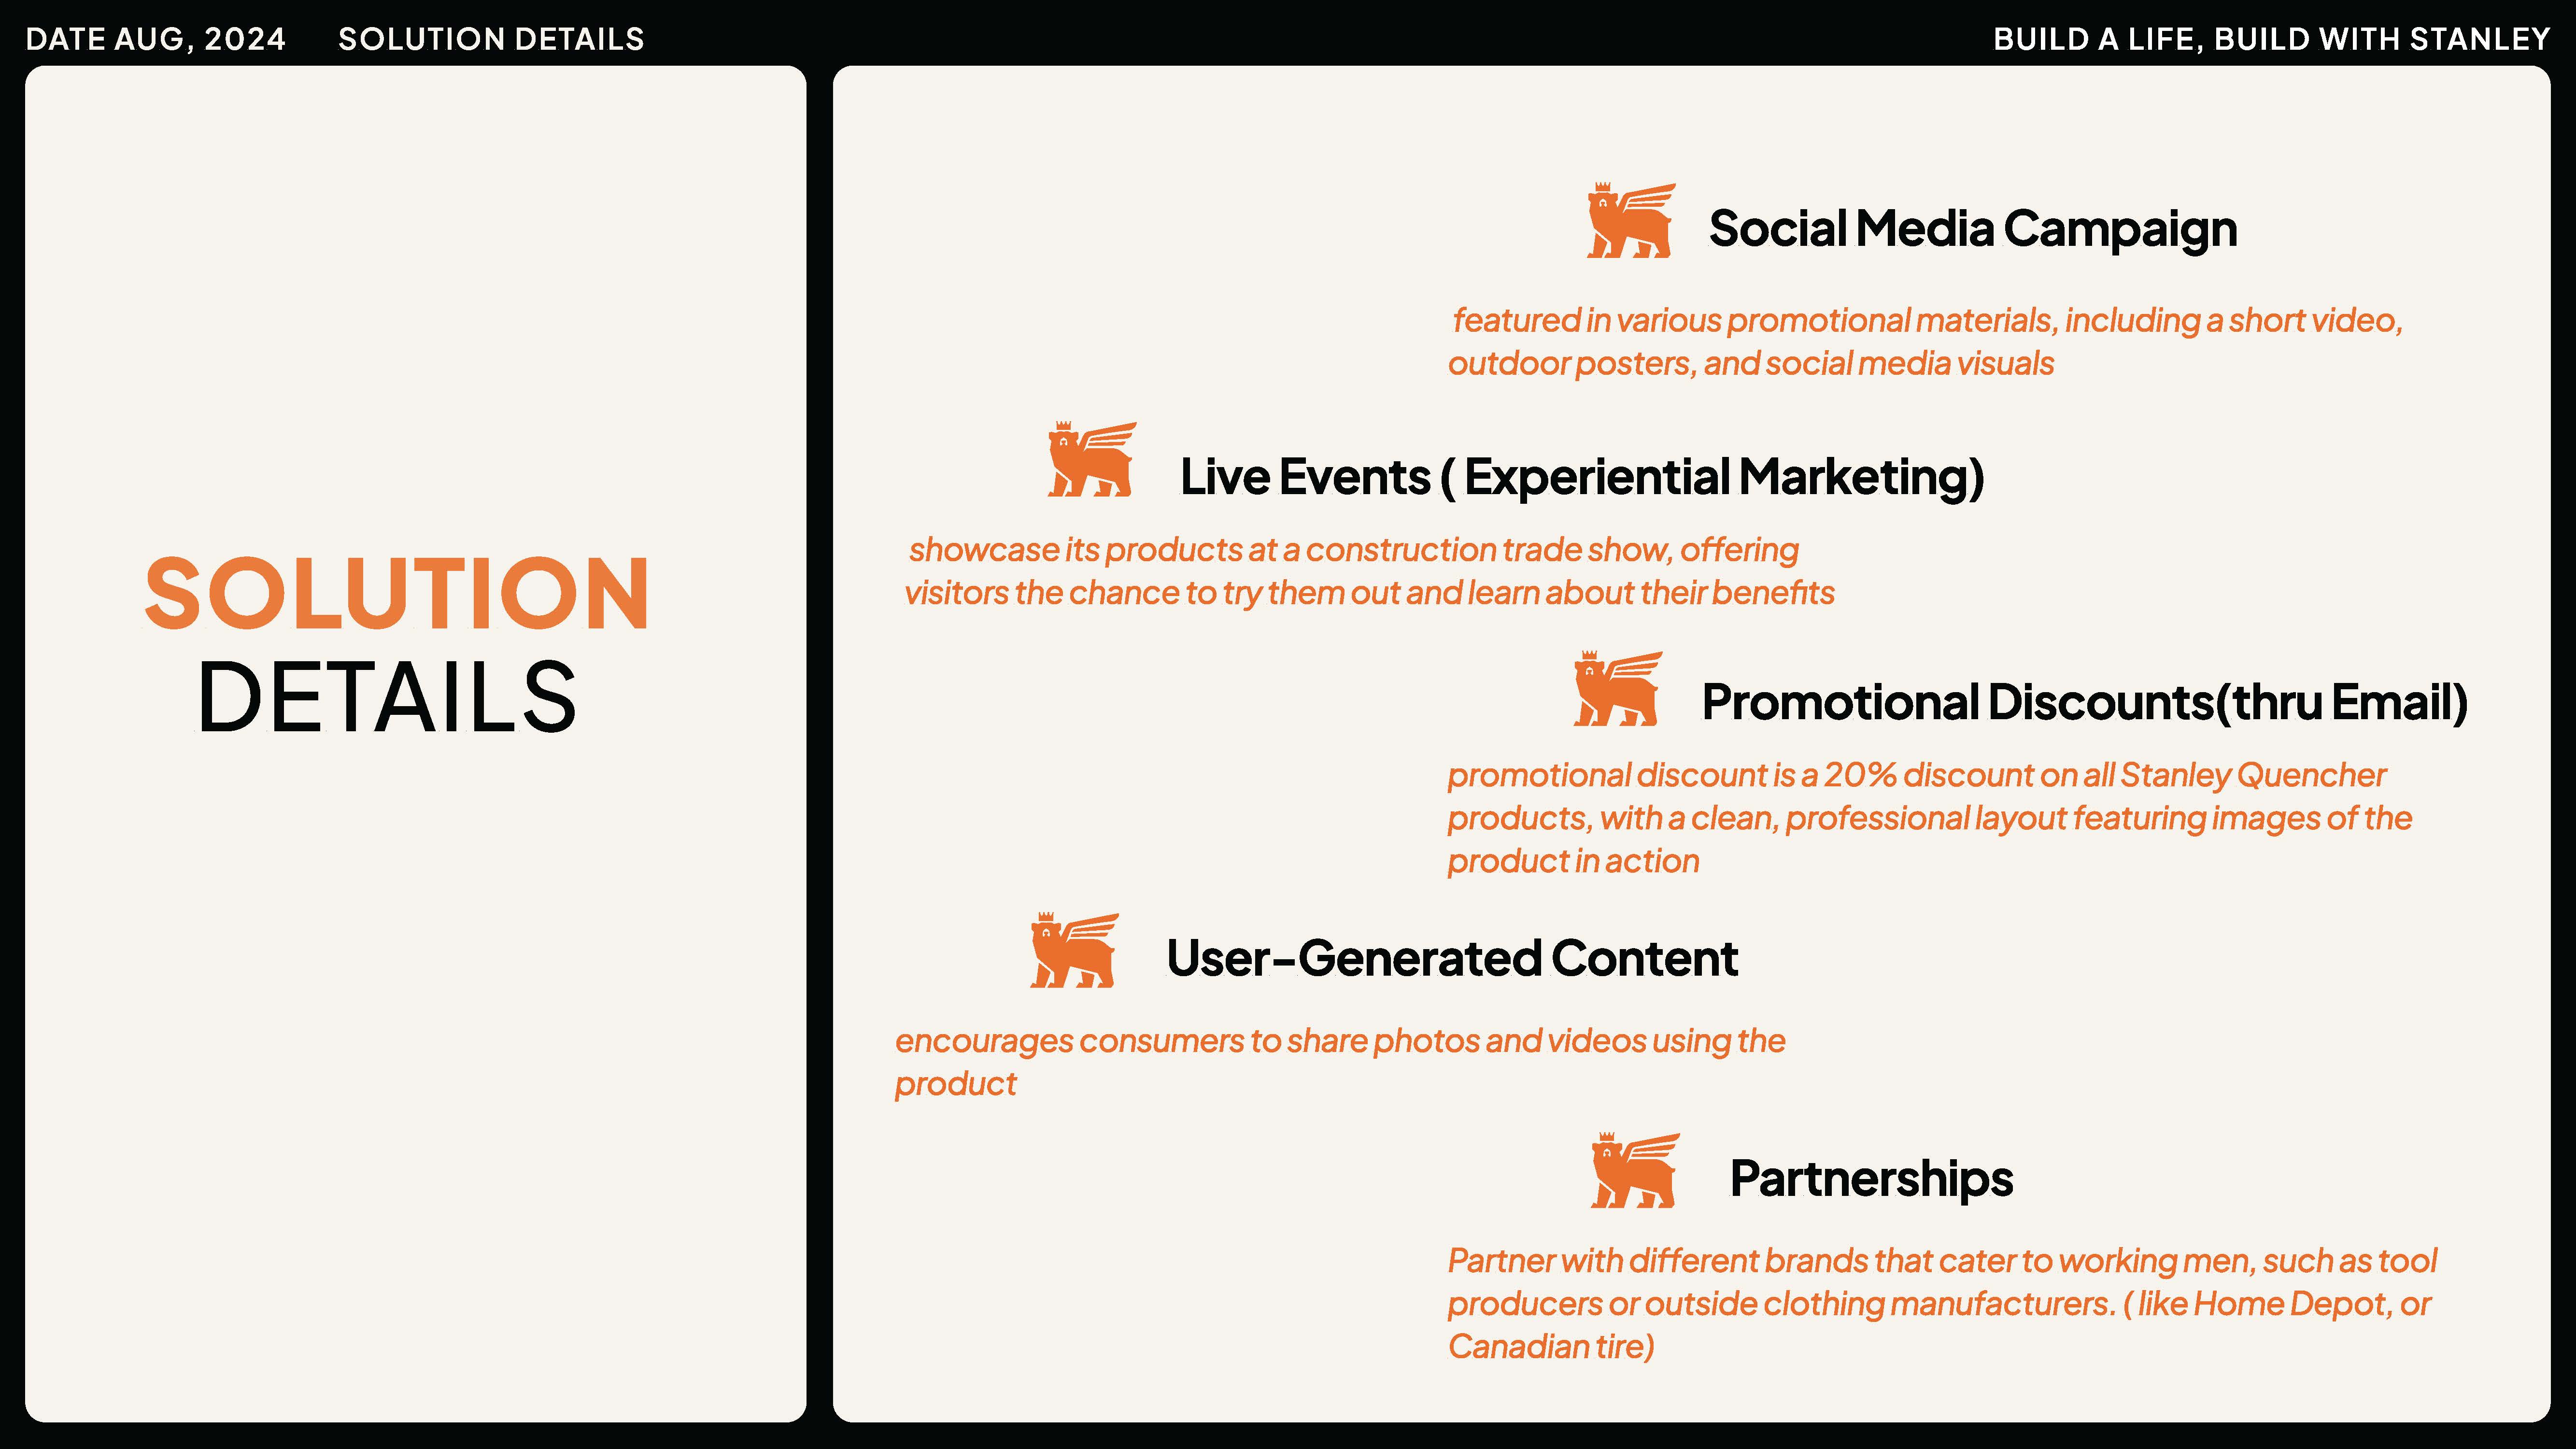 DATE AUG, 2024 SOLUTION DETAILS BUILD A LIFE, BUILD WITH STANLEY
SOLUTION
DETAILS
Social Media Campaign
featured in various promotional materials, including a short video,
outdoor posters, and social media visuals
Live Events ( Experiential Marketing)
showcase its products at a construction trade show, offering
visitors the chance to try them out and learn about their benefits
Promotional Discounts(thru Email)
promotional discount is a 20% discount on all Stanley Quencher
products, with a clean, professional layout featuring images of the
product in action
User-Generated Content
encourages consumers to share photos and videos using the
product
Partnerships
Partner with different brands that cater to working men, such as tool
producers or outside clothing manufacturers. ( like Home Depot, or
Canadian tire)